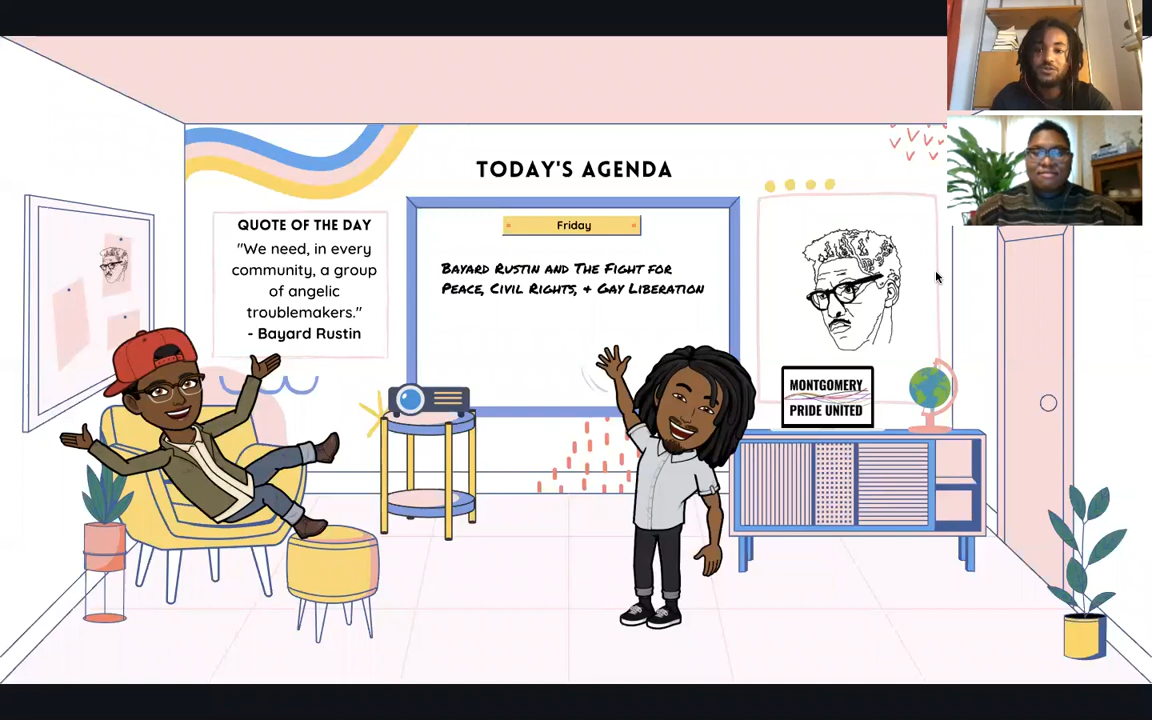 TODAY'S AGENDA
QUOTE OF THE DAY
"We need, in every
community, a group
of angelic
troublemakers."
- Bayard Rustin
Friday
Bayard Rustin and The Fight for
Peace, Civil Rights, & Gay Liberation
MONTGOMERY
PRIDE UNITED